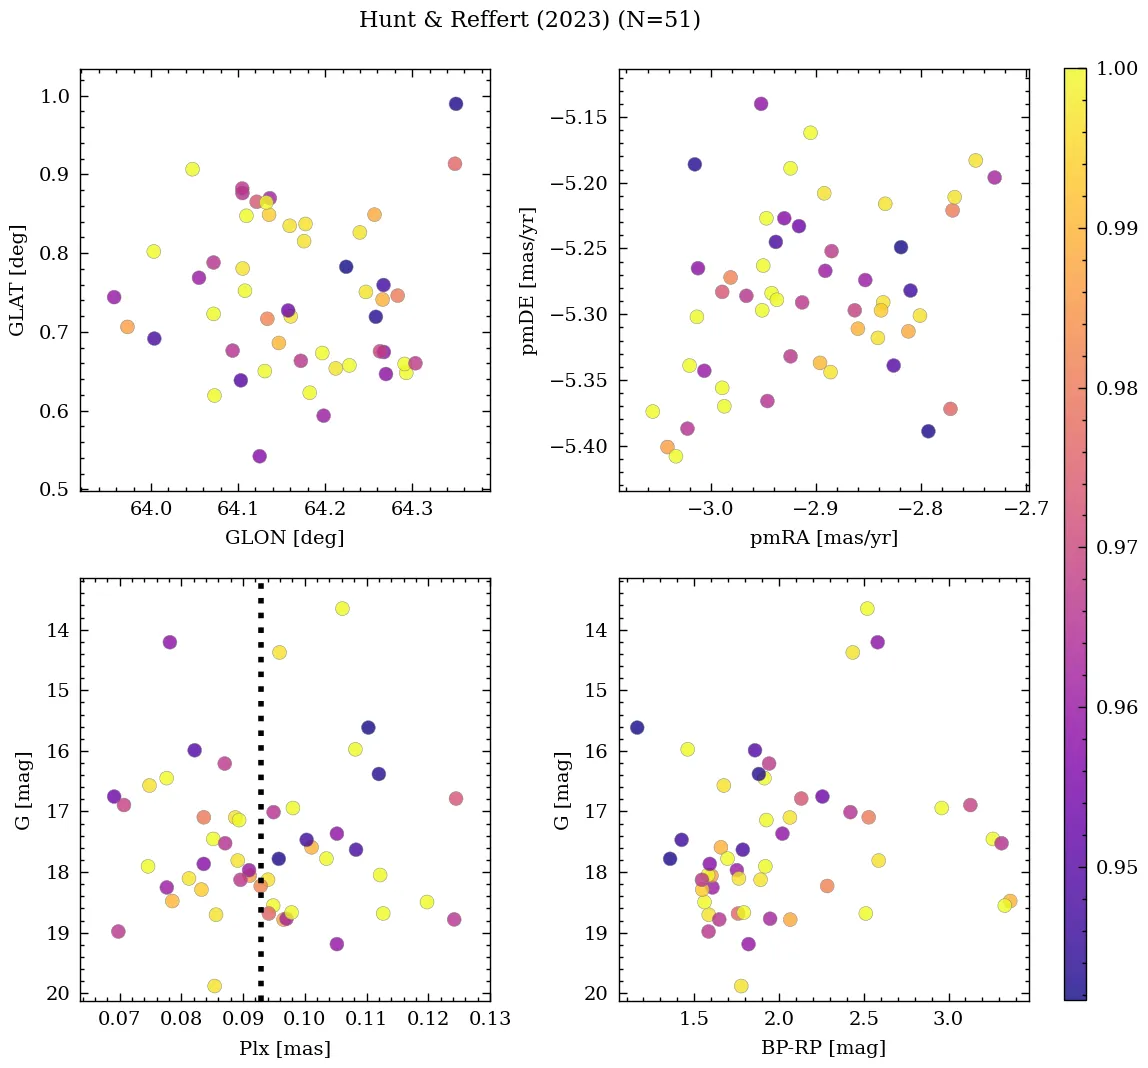 Hunt & Reffert (2023) (N=51)
1.0
0.9
0.8
0.7
0.6
0.5
GLAT [deg]
64.0 64.1 64.2 64.3
GLON [deg]
−5.15
−5.20
−5.25
−5.30
−5.35
−5.40
pmDE [mas/yr]
−3.0 −2.9 −2.8 −2.7
pmRA [mas/yr]
14
15
16
17
18
19
20
G [mag]
0.07 0.08 0.09 0.10 0.11 0.12 0.13
Plx [mas]
14
15
16
17
18
19
20
G [mag]
1.5 2.0 2.5 3.0
BP-RP [mag]
1.00
0.99
0.98
0.97
0.96
0.95